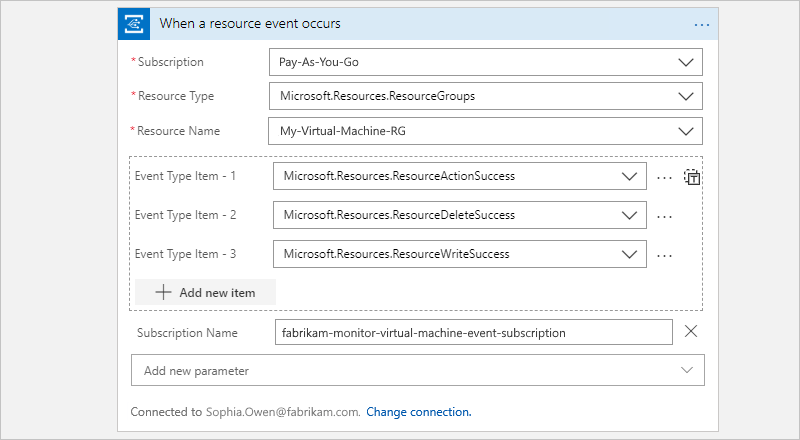 When a resource event occurs
* Subscription Pay-As-You-Go
* Resource Type Microsoft.Resources.ResourceGroups
* Resource Name My-Virtual-Machine-RG
Event Type Item - 1 Microsoft.Resources.ResourceActionSuccess
Event Type Item - 2 Microsoft.Resources.ResourceDeleteSuccess
Event Type Item - 3 Microsoft.Resources.ResourceWriteSuccess
Add new item
Subscription Name fabrikam-monitor-virtual-machine-event-subscription
Add new parameter
Connected to Sophia.Owen@fabrikam.com. Change connection.